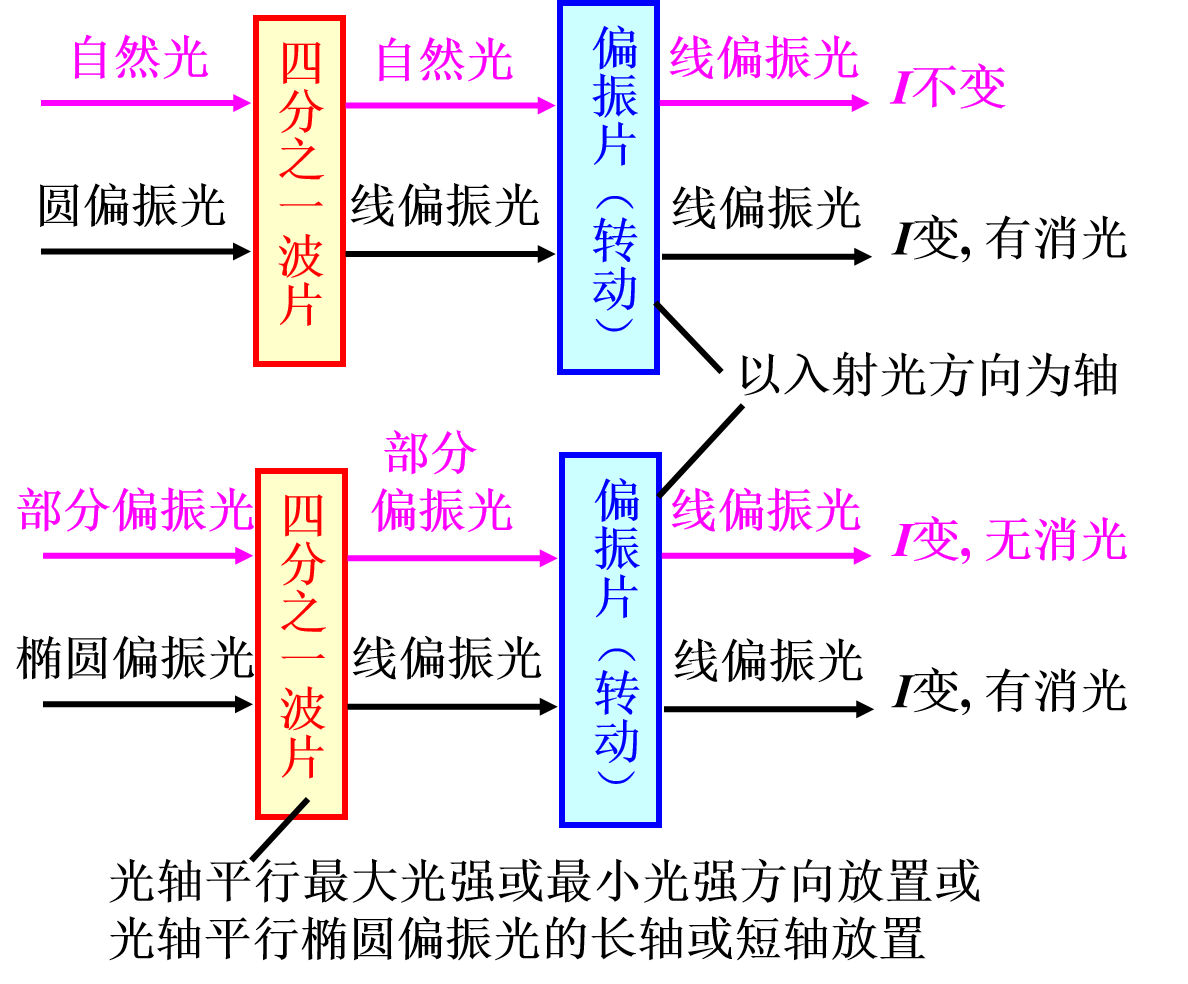 自然光
四分之一波片
自然光
偏振片（转动）
线偏振光
I不变
圆偏振光
线偏振光
线偏振光
I变, 有消光
以入射光方向为轴
部分偏振光
四分之一波片
部分
偏振光
偏振片（转动）
线偏振光
I变, 无消光
椭圆偏振光
线偏振光
线偏振光
I变, 有消光
光轴平行最大光强或最小光强方向放置或
光轴平行椭圆偏振光的长轴或短轴放置